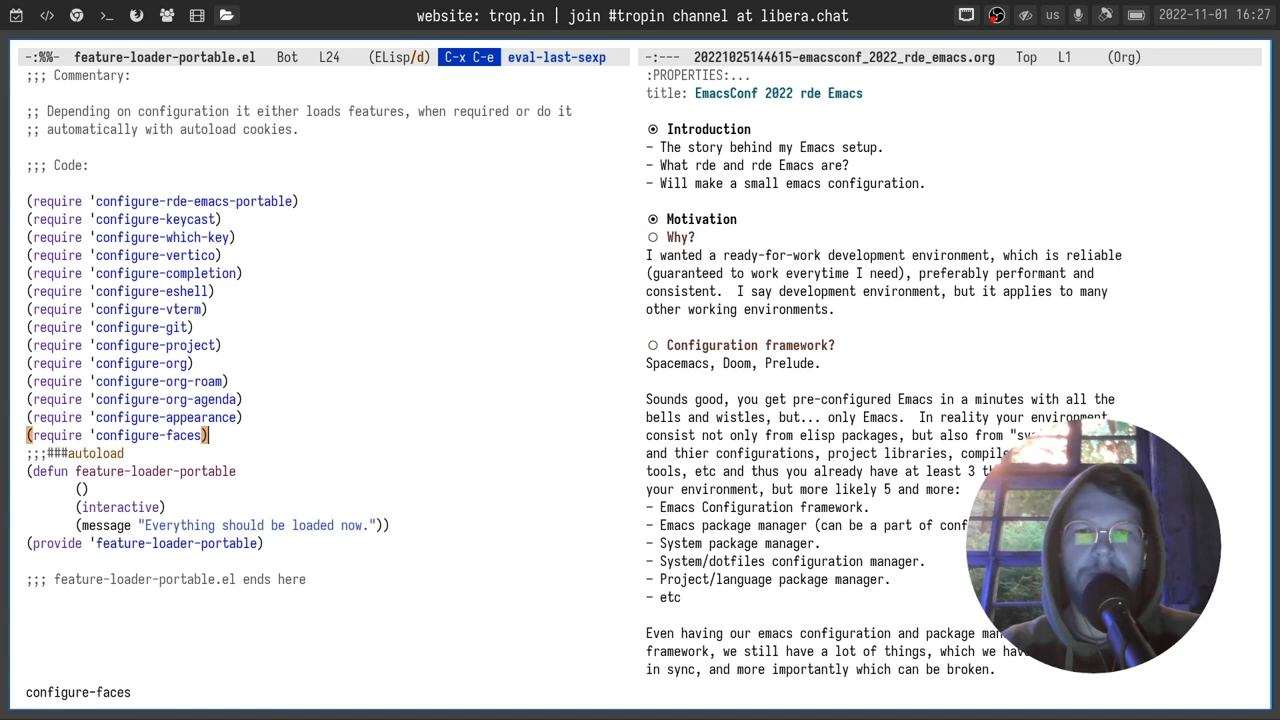 website: trop.in | join #tropin channel at libera.chat
us
2022-11-01 16:27
-:%%- feature-loader-portable.el Bot L24 (ELisp/d) C-x C-e eval-last-sexp
;;; Commentary:
;; Depending on configuration it either loads features, when required or do it
;; automatically with autoload cookies.
;;; Code:
(require 'configure-rde-emacs-portable)
(require 'configure-keycast)
(require 'configure-which-key)
(require 'configure-vertico)
(require 'configure-completion)
(require 'configure-eshell)
(require 'configure-vterm)
(require 'configure-git)
(require 'configure-project)
(require 'configure-org)
(require 'configure-org-roam)
(require 'configure-org-agenda)
(require 'configure-appearance)
(require 'configure-faces)
;;;###autoload
(defun feature-loader-portable
()
(interactive)
(message "Everything should be loaded now."))
(provide 'feature-loader-portable)
;;; feature-loader-portable.el ends here
configure-faces
-:--- 20221025144615-emacsconf_2022_rde_emacs.org Top L1 (Org)
:PROPERTIES:...
title: EmacsConf 2022 rde Emacs
Introduction
- The story behind my Emacs setup.
- What rde and rde Emacs are?
- Will make a small emacs configuration.
Motivation
Why?
I wanted a ready-for-work development environment, which is reliable
(guaranteed to work everytime I need), preferably performant and
consistent. I say development environment, but it applies to many
other working environments.
Configuration framework?
Spacemacs, Doom, Prelude.
Sounds good, you get pre-configured Emacs in a minutes with all the
bells and wistles, but... only Emacs. In reality your environment
consist not only from elisp packages, but also from
and thier configurations, project libraries,
tools, etc and thus you already have at least 3
your environment, but more likely 5 and more:
- Emacs Configuration framework.
- Emacs package manager (can be a part of
- System package manager.
- System/dotfiles configuration manager.
- Project/language package manager.
- etc
Even having our emacs configuration and package
framework, we still have a lot of things, which we
in sync, and more importantly which can be broken.